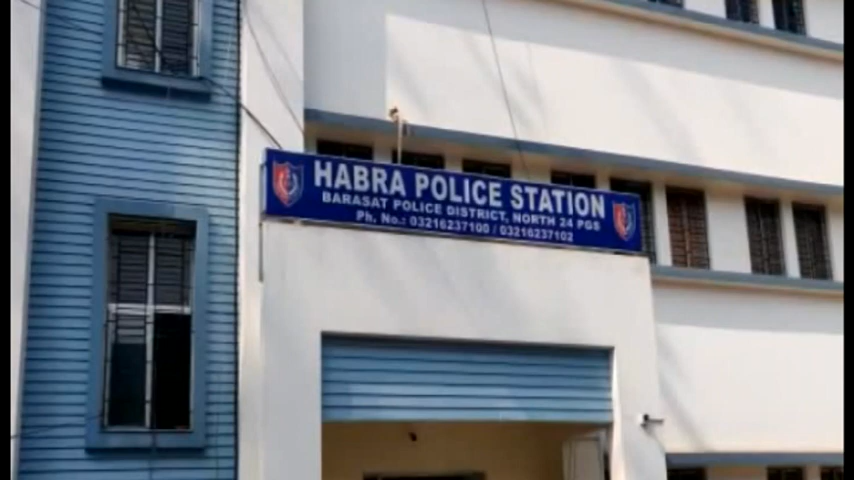 HABRA POLICE STATION
BARASAT POLICE DISTRICT, NORTH 24 PGS
Ph. No.: 03216237100 / 03216237102